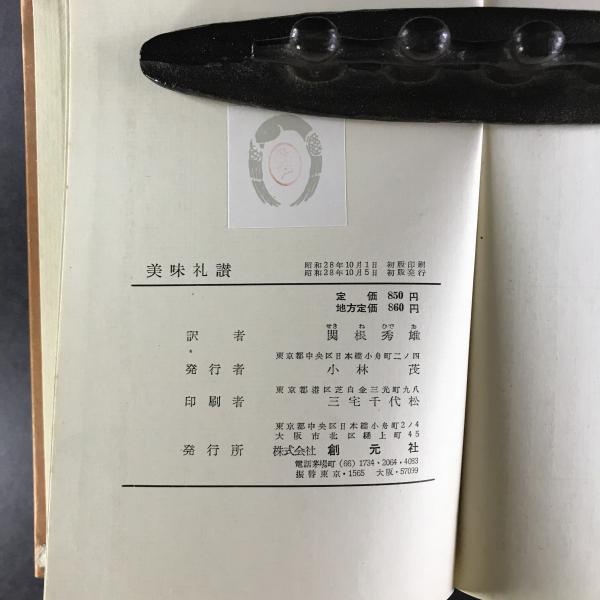 美味礼讃
昭和28年10月1日 初版印刷
昭和28年10月5日 初版発行
定価 850円
地方定価 860円
訳者 関根秀雄
せき ね ひで お
東京都中央区日本橋小舟町二ノ四
発行者 小林茂
東京都港区芝白金三光町九八
印刷者 三宅千代松
東京都中央区日本橋小舟町2ノ4
大阪市北区樋上町45
発行所 株式会社 創元社
電話茅場町(66)1734・2064・4083
振替東京・1565 大阪・57099